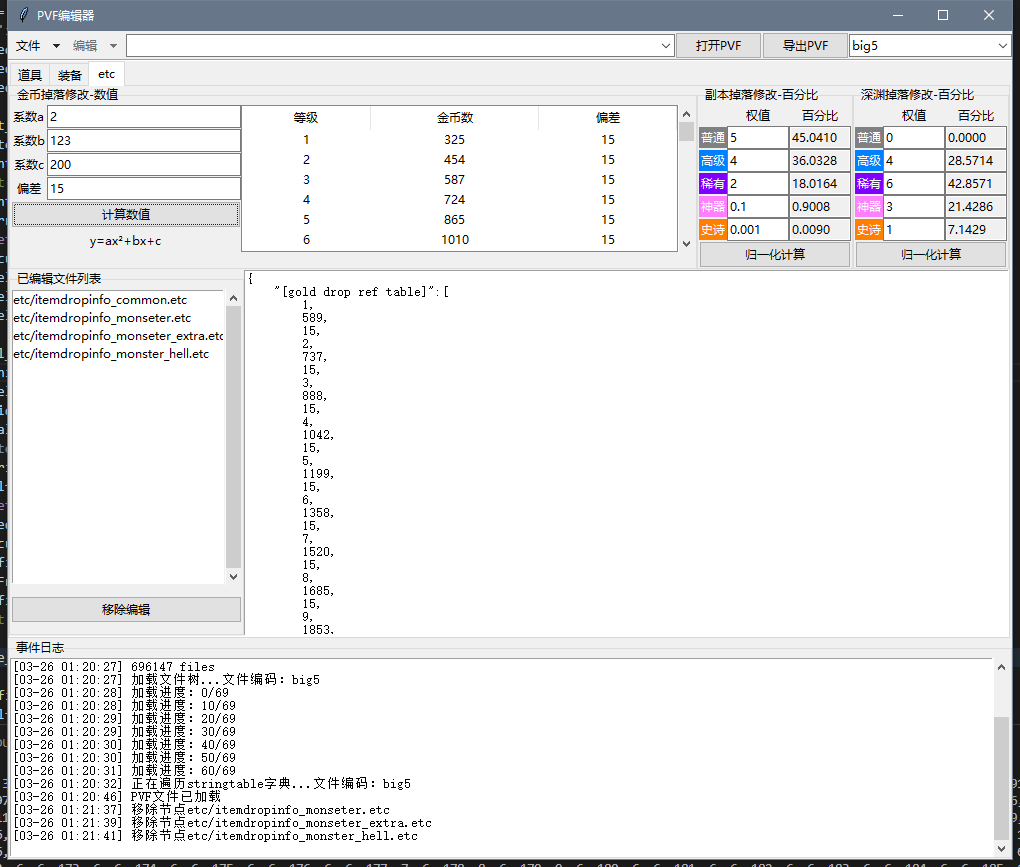 PVF编辑器
文件 编辑 打开PVF 导出PVF big5
道具 装备 etc
金币掉落修改-数值
系数a 2
系数b 123
系数c 200
偏差 15
计算数值
y=ax²+bx+c
等级 金币数 偏差
1 325 15
2 454 15
3 587 15
4 724 15
5 865 15
6 1010 15
副本掉落修改-百分比
权值 百分比
普通 5 45.0410
高级 4 36.0328
稀有 2 18.0164
神器 0.1 0.9008
史诗 0.001 0.0090
归一化计算
深渊掉落修改-百分比
权值 百分比
普通 0 0.0000
高级 4 28.5714
稀有 6 42.8571
神器 3 21.4286
史诗 1 7.1429
归一化计算
已编辑文件列表
etc/itemdropinfo_common.etc
etc/itemdropinfo_monseter.etc
etc/itemdropinfo_monseter_extra.etc
etc/itemdropinfo_monster_hell.etc
移除编辑
{
"[gold drop ref table]":[
1,
589,
15,
2,
737,
15,
3,
888,
15,
4,
1042,
15,
5,
1199,
15,
6,
1358,
15,
7,
1520,
15,
8,
1685,
15,
9,
1853,
事件日志
[03-26 01:20:27] 696147 files
[03-26 01:20:27] 加载文件树...文件编码：big5
[03-26 01:20:28] 加载进度：0/69
[03-26 01:20:28] 加载进度：10/69
[03-26 01:20:29] 加载进度：20/69
[03-26 01:20:29] 加载进度：30/69
[03-26 01:20:30] 加载进度：40/69
[03-26 01:20:30] 加载进度：50/69
[03-26 01:20:31] 加载进度：60/69
[03-26 01:20:32] 正在遍历stringtable字典...文件编码：big5
[03-26 01:20:46] PVF文件已加载
[03-26 01:21:37] 移除节点etc/itemdropinfo_monseter.etc
[03-26 01:21:39] 移除节点etc/itemdropinfo_monseter_extra.etc
[03-26 01:21:41] 移除节点etc/itemdropinfo_monster_hell.etc